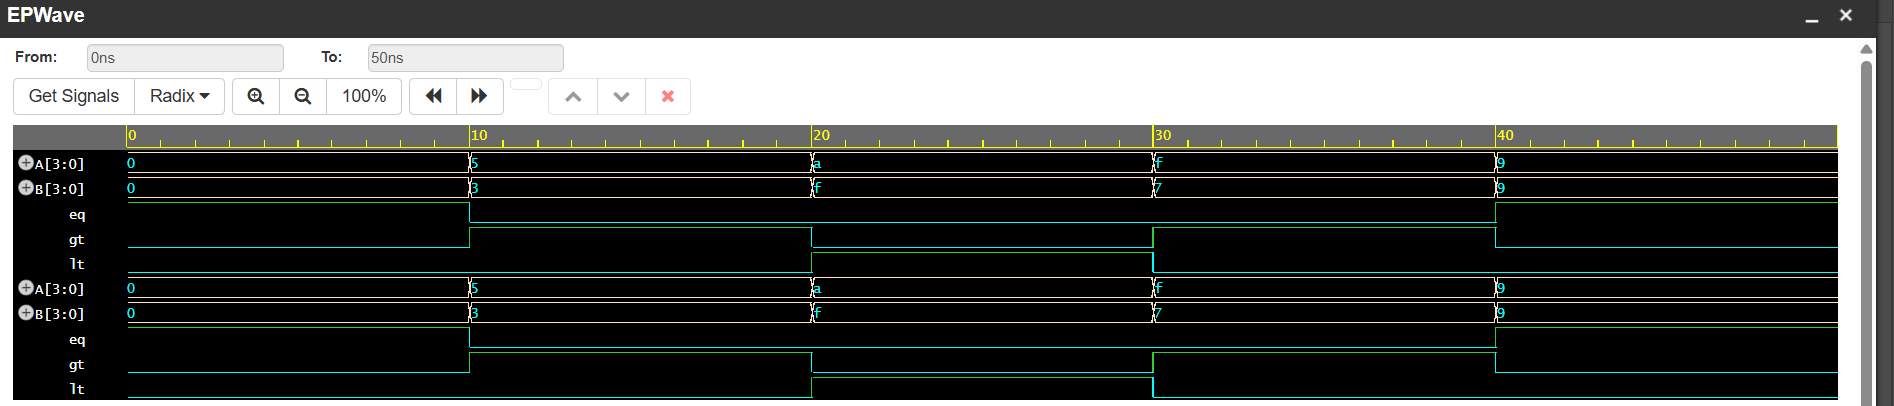 EPWave
From: 0ns To: 50ns
Get Signals Radix 100%
0 10 20 30 40
A[3:0] 0 5 a f 9
B[3:0] 0 3 f 7 9
eq
gt
lt
A[3:0] 0 5 a f 9
B[3:0] 0 3 f 7 9
eq
gt
lt